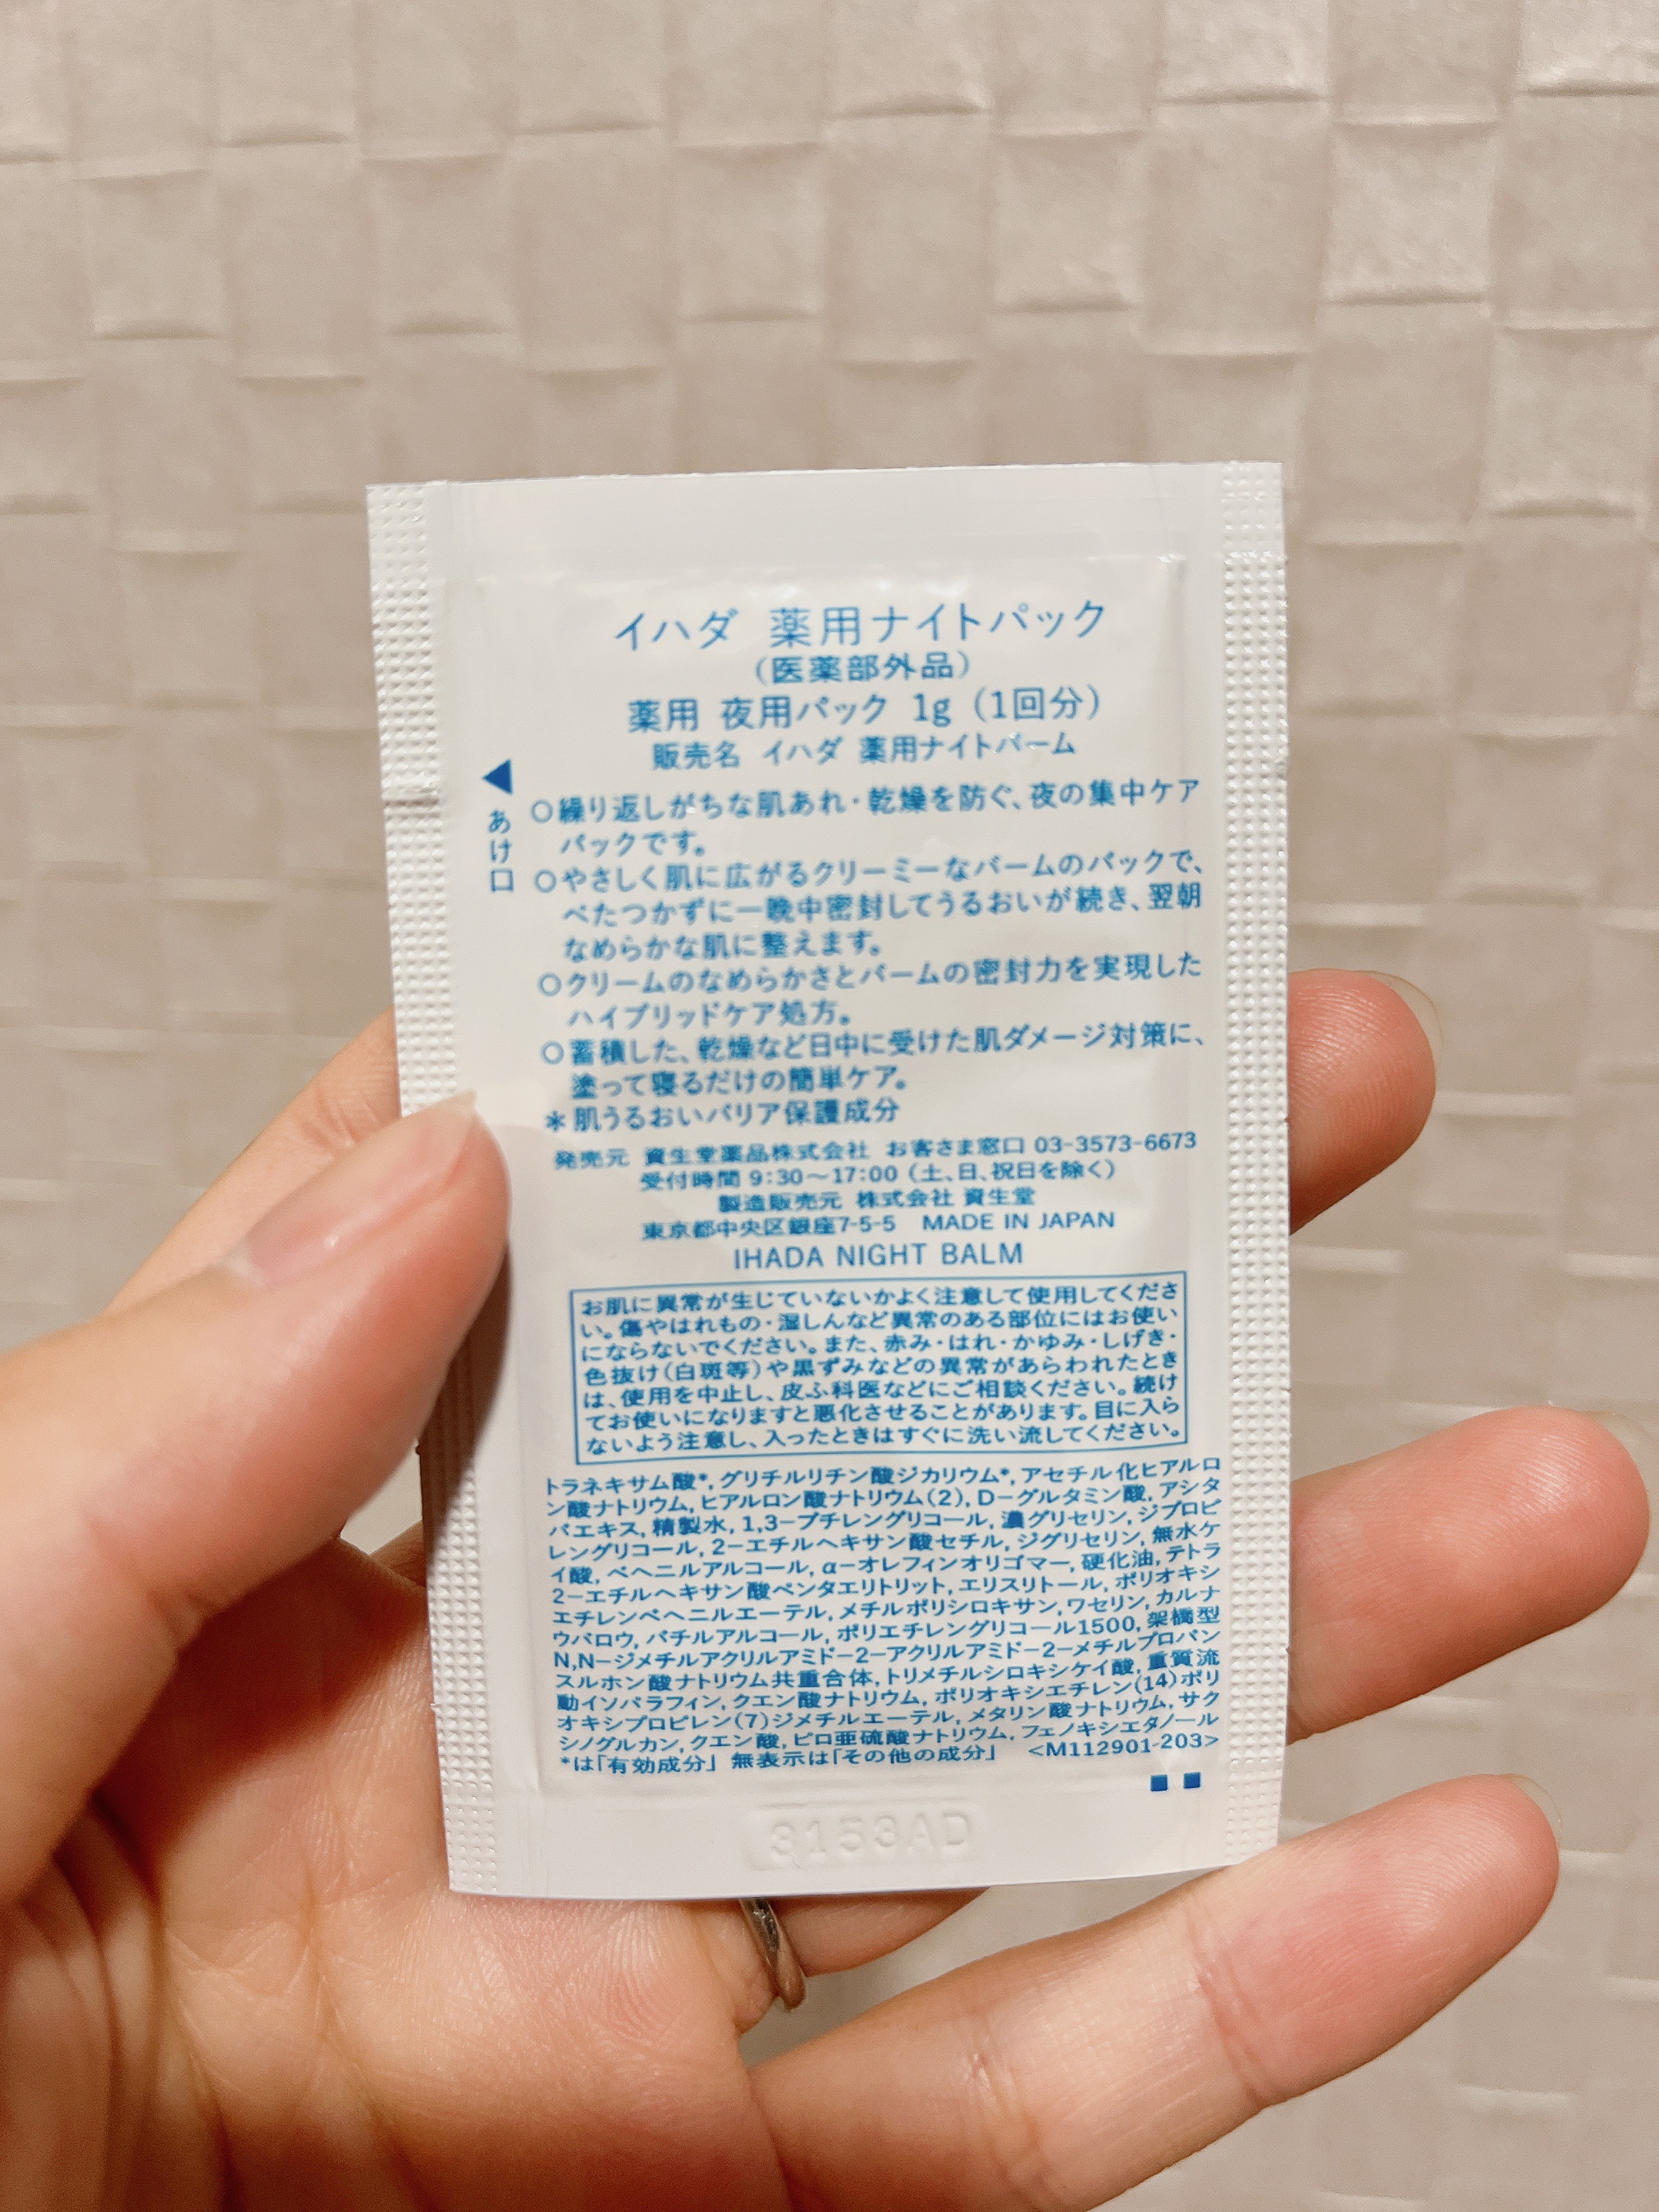 イハダ 薬用ナイトパック
(医薬部外品)
薬用 夜用パック 1g (1回分)
販売名 イハダ 薬用ナイトバーム
あけ口
○繰り返しがちな肌あれ・乾燥を防ぐ、夜の集中ケア
パックです。
○やさしく肌に広がるクリーミーなバームのパックで、
べたつかずに一晩中密封してうるおいが続き、翌朝
なめらかな肌に整えます。
○クリームのなめらかさとバームの密封力を実現した
ハイブリッドケア処方。
○蓄積した、乾燥など日中に受けた肌ダメージ対策に、
塗って寝るだけの簡単ケア。
*肌うるおいバリア保護成分
発売元 資生堂薬品株式会社 お客さま窓口 03-3573-6673
受付時間 9:30〜17:00 (土、日、祝日を除く)
製造販売元 株式会社 資生堂
東京都中央区銀座7-5-5 MADE IN JAPAN
IHADA NIGHT BALM
お肌に異常が生じていないかよく注意して使用してくださ
い。傷やはれもの・湿しんなど異常のある部位にはお使い
にならないでください。また、赤み・はれ・かゆみ・しげき・
色抜け(白斑等)や黒ずみなどの異常があらわれたとき
は、使用を中止し、皮ふ科医などにご相談ください。続け
てお使いになりますと悪化させることがあります。目に入ら
ないよう注意し、入ったときはすぐに洗い流してください。
トラネキサム酸*, グリチルリチン酸ジカリウム*, アセチル化ヒアルロ
ン酸ナトリウム, ヒアルロン酸ナトリウム(2), D−グルタミン酸, アシタ
バエキス, 精製水, 1,3−ブチレングリコール, 濃グリセリン, ジプロピ
レングリコール, 2−エチルヘキサン酸セチル, ジグリセリン, 無水ケ
イ酸, ベヘニルアルコール, α−オレフィンオリゴマー, 硬化油, テトラ
2−エチルヘキサン酸ペンタエリトリット, エリスリトール, ポリオキシ
エチレンベヘニルエーテル, メチルポリシロキサン, ワセリン, カルナ
ウバロウ, バチルアルコール, ポリエチレングリコール1500, 架橋型
N,N−ジメチルアクリルアミド−2−アクリルアミド−2−メチルプロパン
スルホン酸ナトリウム共重合体, トリメチルシロキシケイ酸, 重質流
動イソパラフィン, クエン酸ナトリウム, ポリオキシエチレン(14)ポリ
オキシプロピレン(7)ジメチルエーテル, メタリン酸ナトリウム, サク
シノグルカン, クエン酸, ピロ亜硫酸ナトリウム, フェノキシエタノール
*は「有効成分」 無表示は「その他の成分」 <M112901-203>
3153AD